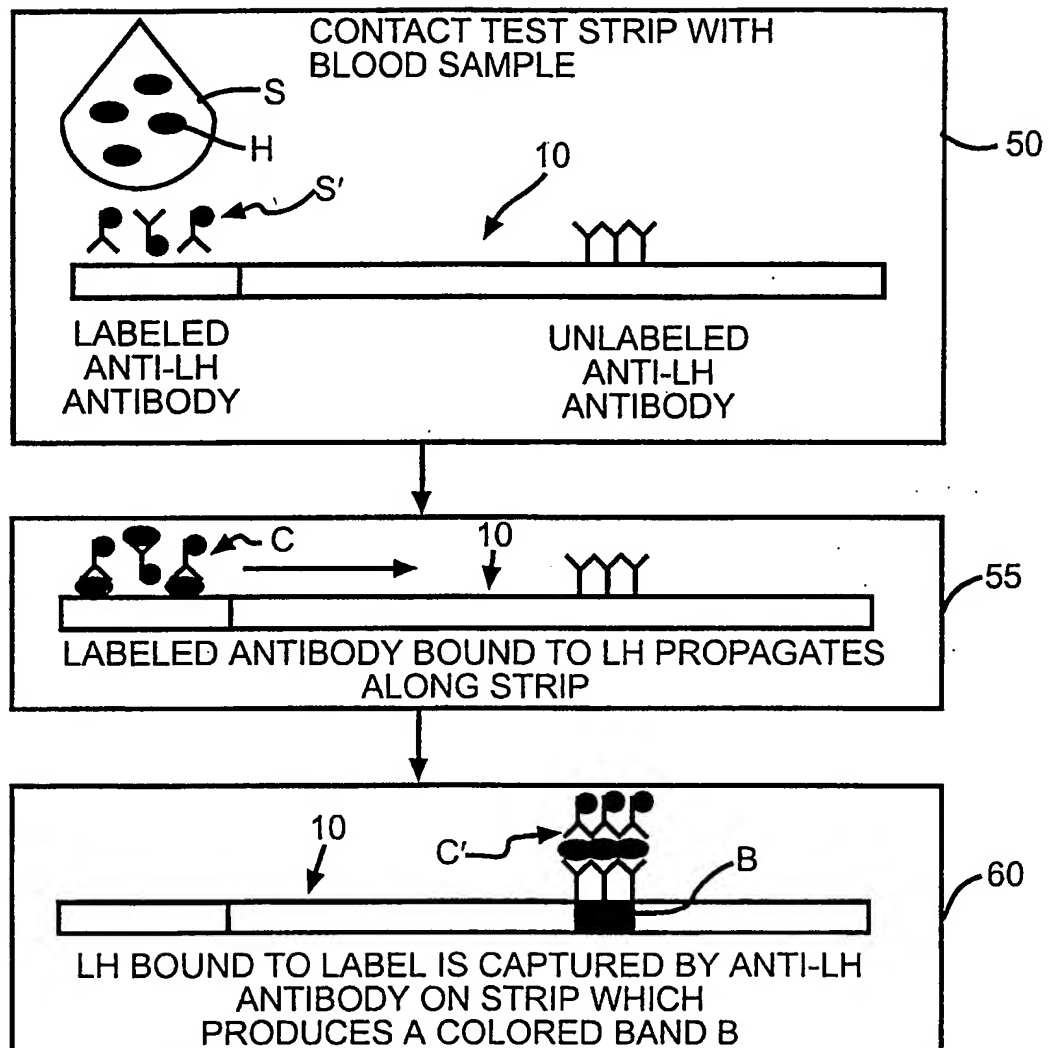 CONTACT TEST STRIP WITH
BLOOD SAMPLE
S
H
50
10
S'
LABELED
ANTI-LH
ANTIBODY
UNLABELED
ANTI-LH
ANTIBODY
C
10
55
LABELED ANTIBODY BOUND TO LH PROPAGATES
ALONG STRIP
10
C'
B
60
LH BOUND TO LABEL IS CAPTURED BY ANTI-LH
ANTIBODY ON STRIP WHICH
PRODUCES A COLORED BAND B